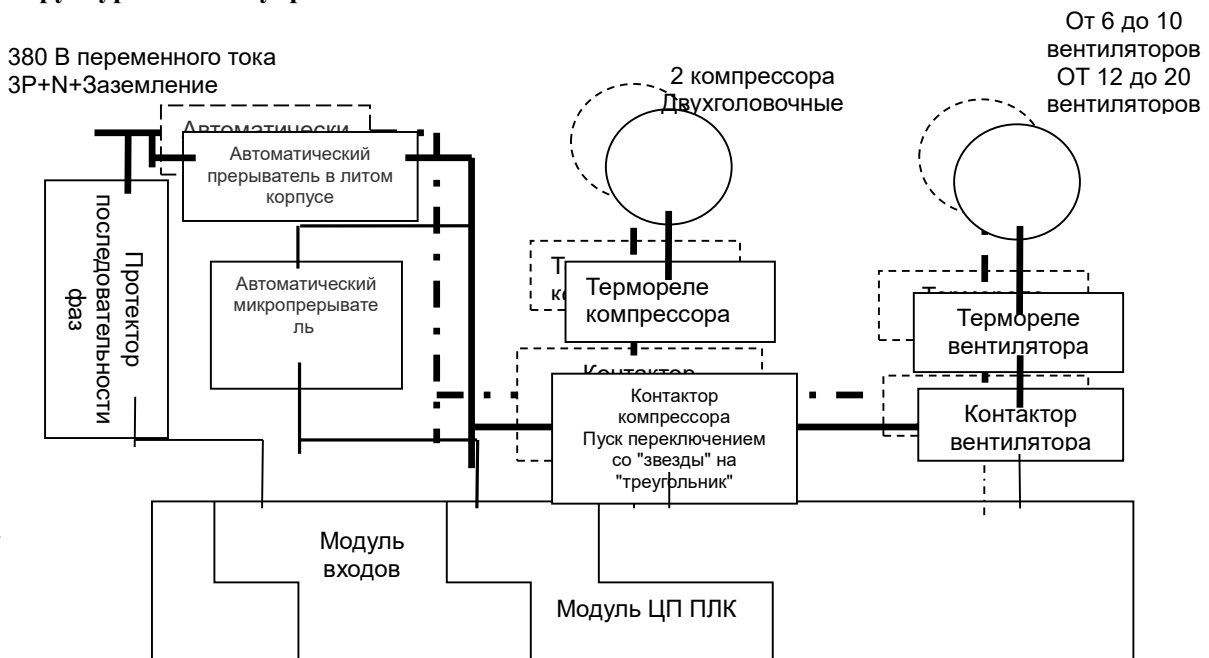 380 В переменного тока
3P+N+Заземление
От 6 до 10
вентиляторов
ОТ 12 до 20
вентиляторов
2 компрессора
Двухголовочные
Автоматически
Автоматический
прерыватель в литом
корпусе
Протектор
последовательности
фаз
Автоматический
микропрерывате
ль
Термореле
компрессора
Термореле
вентилятора
Контактор
Контактор
компрессора
Пуск переключением
со "звезды" на
"треугольник"
Контактор
вентилятора
Модуль
входов
Модуль ЦП ПЛК